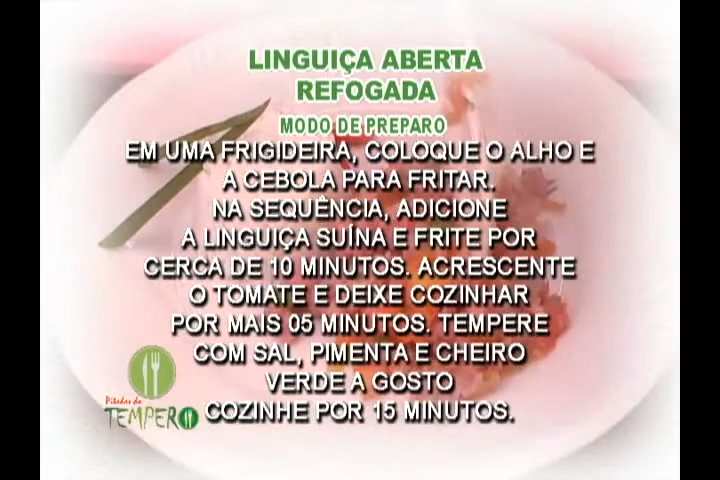 LINGUIÇA ABERTA
REFOGADA
MODO DE PREPARO
EM UMA FRIGIDEIRA, COLOQUE O ALHO E
A CEBOLA PARA FRITAR.
NA SEQUÊNCIA, ADICIONE
A LINGUIÇA SUÍNA E FRITE POR
CERCA DE 10 MINUTOS. ACRESCENTE
O TOMATE E DEIXE COZINHAR
POR MAIS 05 MINUTOS. TEMPERE
COM SAL, PIMENTA E CHEIRO
VERDE A GOSTO
COZINHE POR 15 MINUTOS.
Pitadas do
TEMPERO